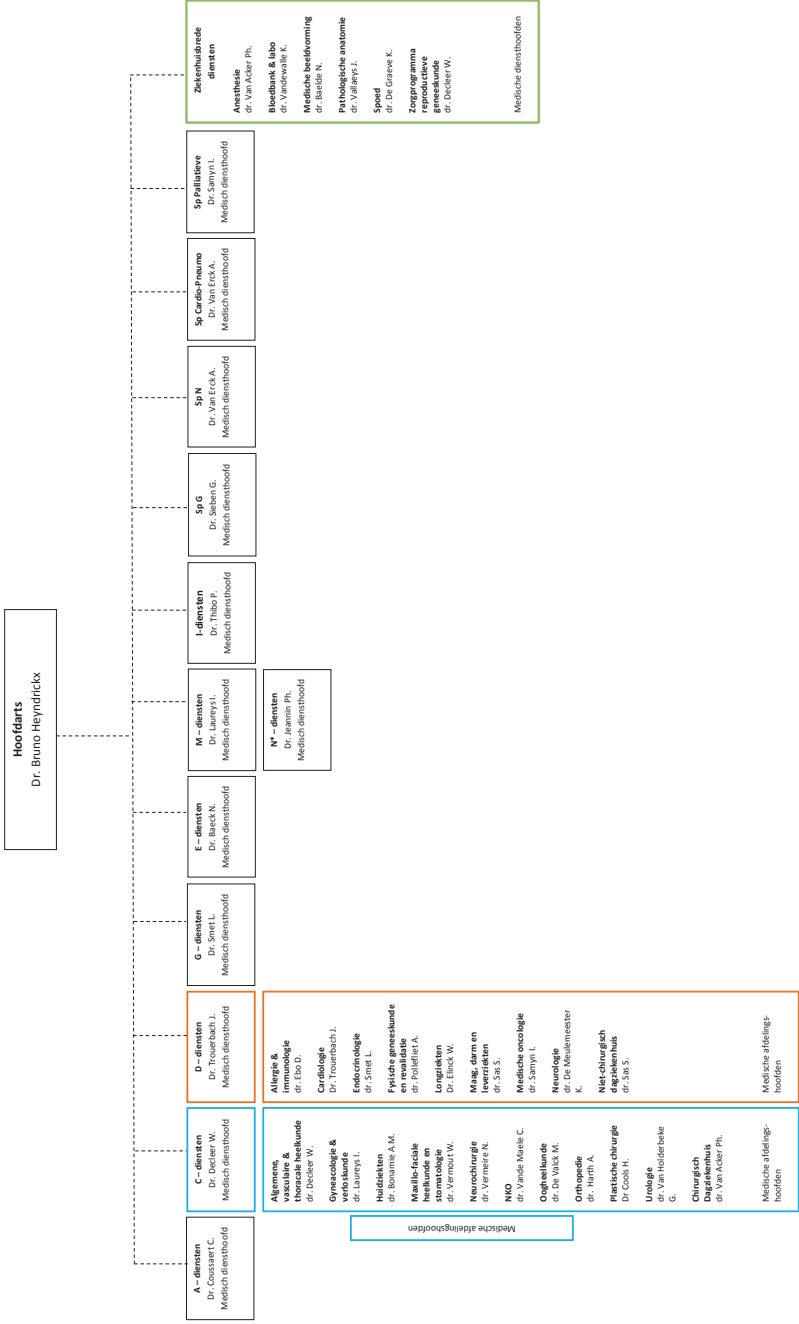 Hoofdarts
Dr. Bruno Heyndrickx
A – diensten
Dr. Coussaert C.
Medisch diensthoofd
C – diensten
Dr. Decleer W.
Medisch diensthoofd
D – diensten
Dr. Trouerbach J.
Medisch diensthoofd
G – diensten
Dr. Smet L.
Medisch diensthoofd
E – diensten
Dr. Baeck N.
Medisch diensthoofd
M – diensten
Dr. Laureys I.
Medisch diensthoofd
I-diensten
Dr. Thibo P.
Medisch diensthoofd
Sp G
Dr. Sieben G.
Medisch diensthoofd
Sp N
Dr. Van Erck A.
Medisch diensthoofd
Sp Cardio-Pneumo
Dr. Van Erck A.
Medisch diensthoofd
Sp Palliatieve
Dr. Samyn I.
Medisch diensthoofd
Ziekenhuisbrede
diensten
Anesthesie
dr. Van Acker Ph.
Bloedbank & labo
dr. Vandewalle K.
Medische beeldvorming
dr. Baelde N.
Pathologische anatomie
dr. Vallaeys J.
Spoed
dr. De Graeve K.
Zorgprogramma
reproductieve
geneeskunde
dr. Decleer W.
Medische diensthoofden
Medische afdelingshoofden
Algemene,
vasculaire &
thoracale heelkunde
dr. Decleer W.
Gyneacologie &
verloskunde
dr. Laureys I.
Huidziekten
dr. Bonamie A.M.
Maxillo-faciale
heelkunde en
stomatologie
dr. Vermout W.
Neurochirurgie
dr. Vermeire N.
NKO
dr. Vande Maele C.
Oogheelkunde
dr. De Valck M.
Orthopedie
dr. Harth A.
Plastische chirurgie
Dr Cools H.
Urologie
dr. Van Holderbeke
G.
Chirurgisch
Dagziekenhuis
dr. Van Acker Ph.
Medische afdelings-
hoofden
Allergie &
immunologie
dr. Ebo D.
Cardiologie
Dr. Trouerbach J.
Endocrinologie
dr. Smet L.
Fysische geneeskunde
en revalidatie
dr. Pollefliet A.
Longziekten
Dr. Elinck W.
Maag, darm en
leverziekten
dr. Sas S.
Medische oncologie
dr. Samyn I.
Neurologie
dr. De Meulemeester
K.
Niet-chirurgisch
dagziekenhuis
dr. Sas S.
Medische afdelings-
hoofden
N* – diensten
Dr. Jeannin Ph.
Medisch diensthoofd